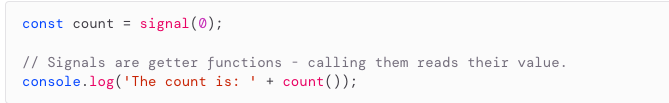 const count = signal(0);
// Signals are getter functions - calling them reads their value.
console.log('The count is: ' + count());